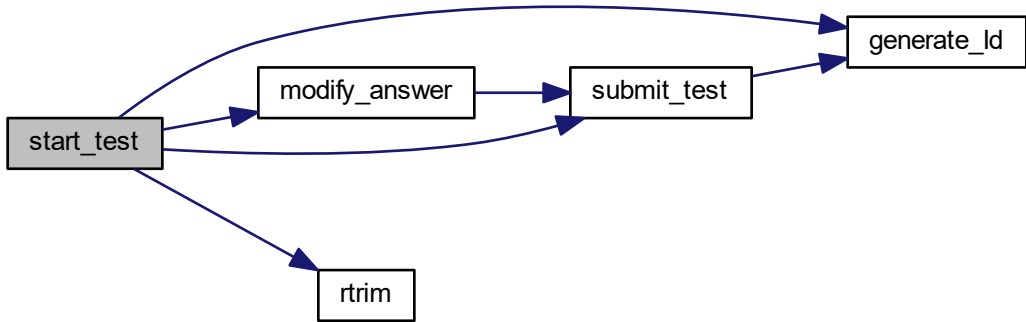 generate_Id
modify_answer
submit_test
start_test
rtrim